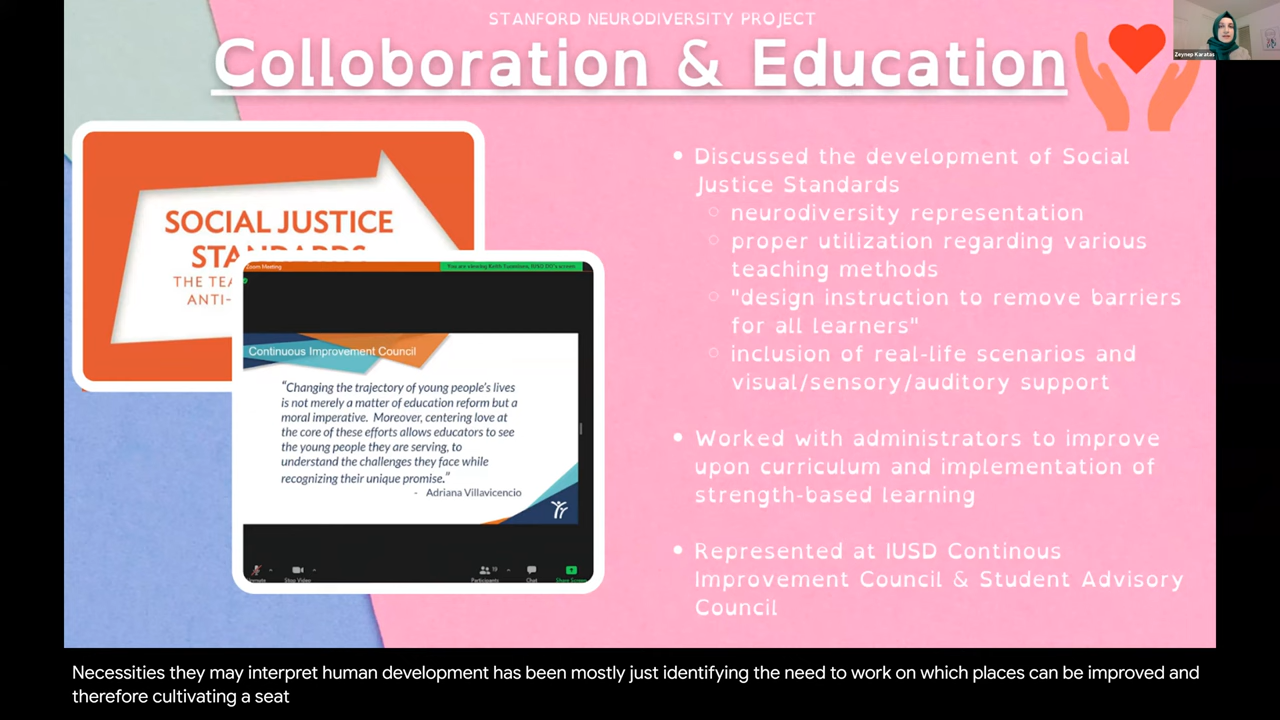 STANFORD NEURODIVERSITY PROJECT
Colloboration & Education
Zeynep Karatas
SOCIAL JUSTICE
STANDARDS
THE TEA
ANTI-
Zoom Meeting
Continuous Improvement Council
“Changing the trajectory of young people's lives
is not merely a matter of education reform but a
moral imperative. Moreover, centering love at
the core of these efforts allows educators to see
the young people they are serving, to
understand the challenges they face while
recognizing their unique promise.”
- Adriana Villavicencio
Stop Video
Participants
19
Chat
Share Screen
• Discussed the development of Social
Justice Standards
○ neurodiversity representation
○ proper utilization regarding various
teaching methods
○ "design instruction to remove barriers
for all learners"
○ inclusion of real-life scenarios and
visual/sensory/auditory support
• Worked with administrators to improve
upon curriculum and implementation of
strength-based learning
• Represented at IUSD Continous
Improvement Council & Student Advisory
Council
Necessities they may interpret human development has been mostly just identifying the need to work on which places can be improved and
therefore cultivating a seat